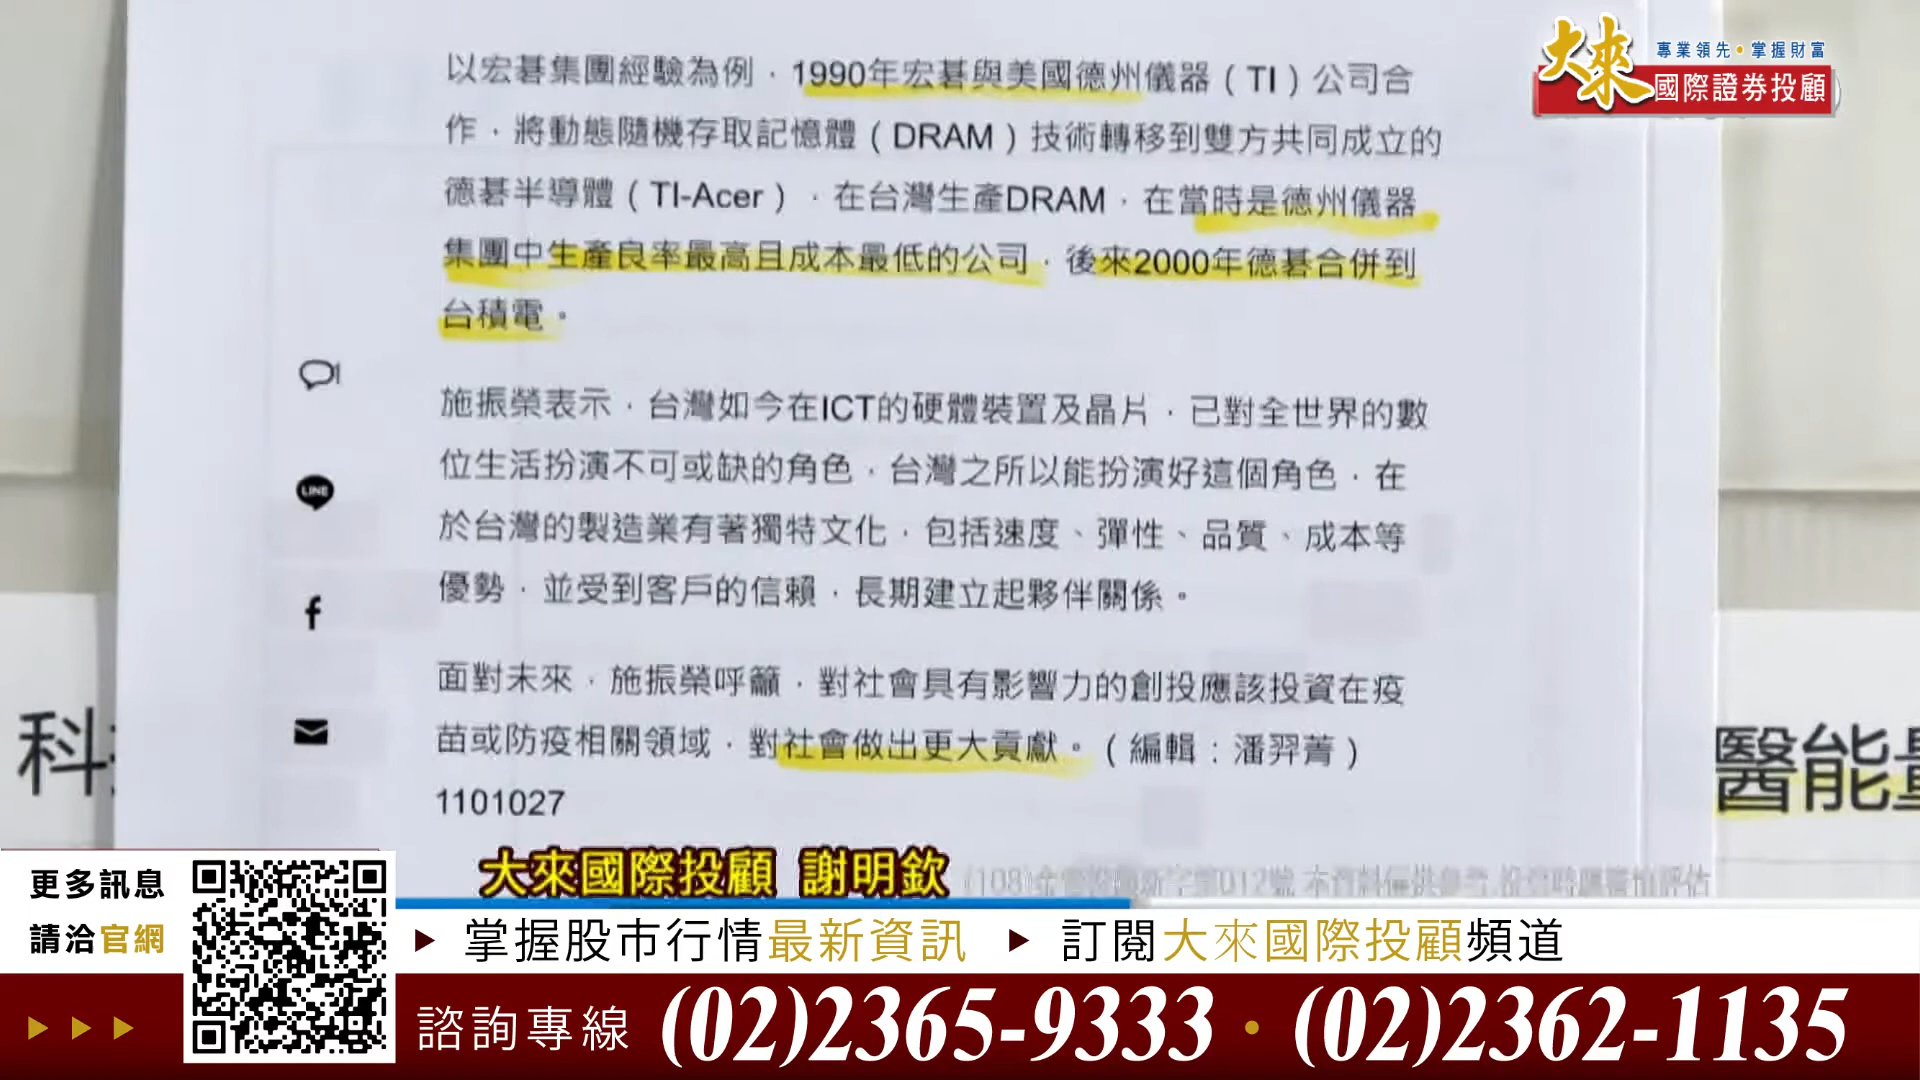 大來
專業領先•掌握財富
國際證券投顧
以宏碁集團經驗為例，1990年宏碁與美國德州儀器（TI）公司合
作，將動態隨機存取記憶體（DRAM）技術轉移到雙方共同成立的
德碁半導體（TI-Acer），在台灣生產DRAM，在當時是德州儀器
集團中生產良率最高且成本最低的公司，後來2000年德碁合併到
台積電。
施振榮表示，台灣如今在ICT的硬體裝置及晶片，已對全世界的數
位生活扮演不可或缺的角色，台灣之所以能扮演好這個角色，在
於台灣的製造業有著獨特文化，包括速度、彈性、品質、成本等
優勢，並受到客戶的信賴，長期建立起夥伴關係。
LINE
面對未來，施振榮呼籲，對社會具有影響力的創投應該投資在疫
苗或防疫相關領域，對社會做出更大貢獻。（編輯：潘羿菁）
1101027
科
醫能量
大來國際投顧 謝明欽
更多訊息
請洽官網
掌握股市行情最新資訊
訂閱大來國際投顧頻道
諮詢專線 (02)2365-9333・(02)2362-1135